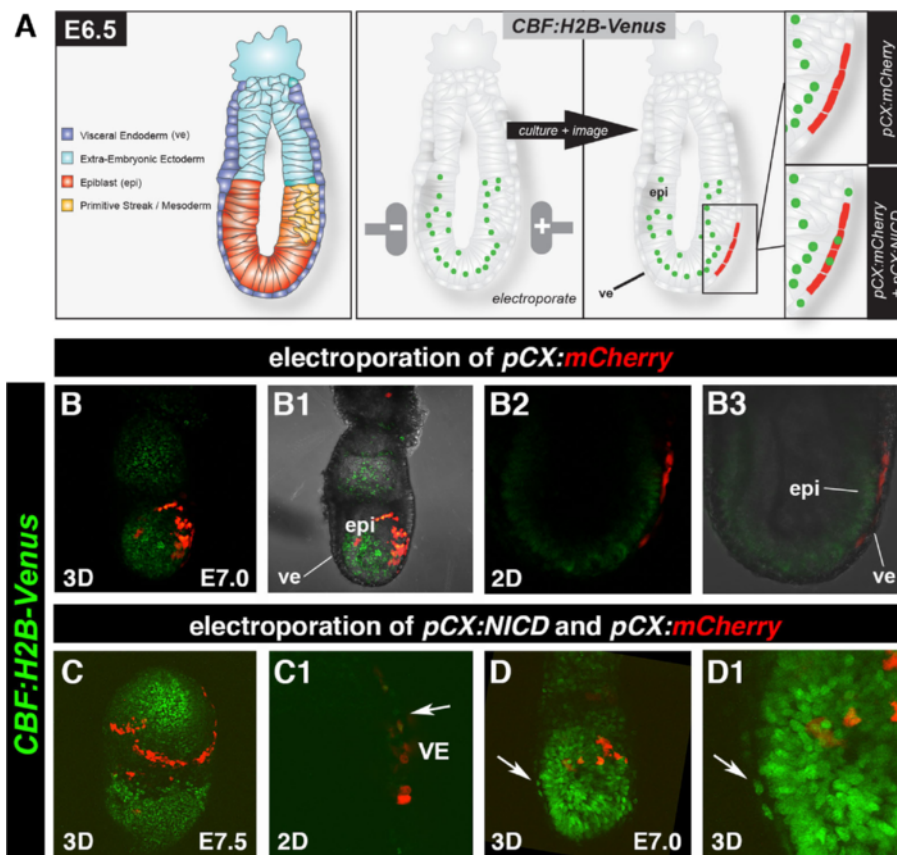 A
E6.5
Visceral Endoderm (ve)
Extra-Embryonic Ectoderm
Epiblast (epi)
Primitive Streak / Mesoderm
CBF:H2B-Venus
culture + image
-
+
electroporate
epi
ve
pCX:mCherry
pCX:mCherry
+ pCX:NICD
electroporation of pCX:mCherry
CBF:H2B-Venus
B
3D
E7.0
B1
epi
ve
B2
2D
B3
epi
ve
electroporation of pCX:NICD and pCX:mCherry
C
3D
E7.5
C1
VE
2D
D
3D
E7.0
D1
3D